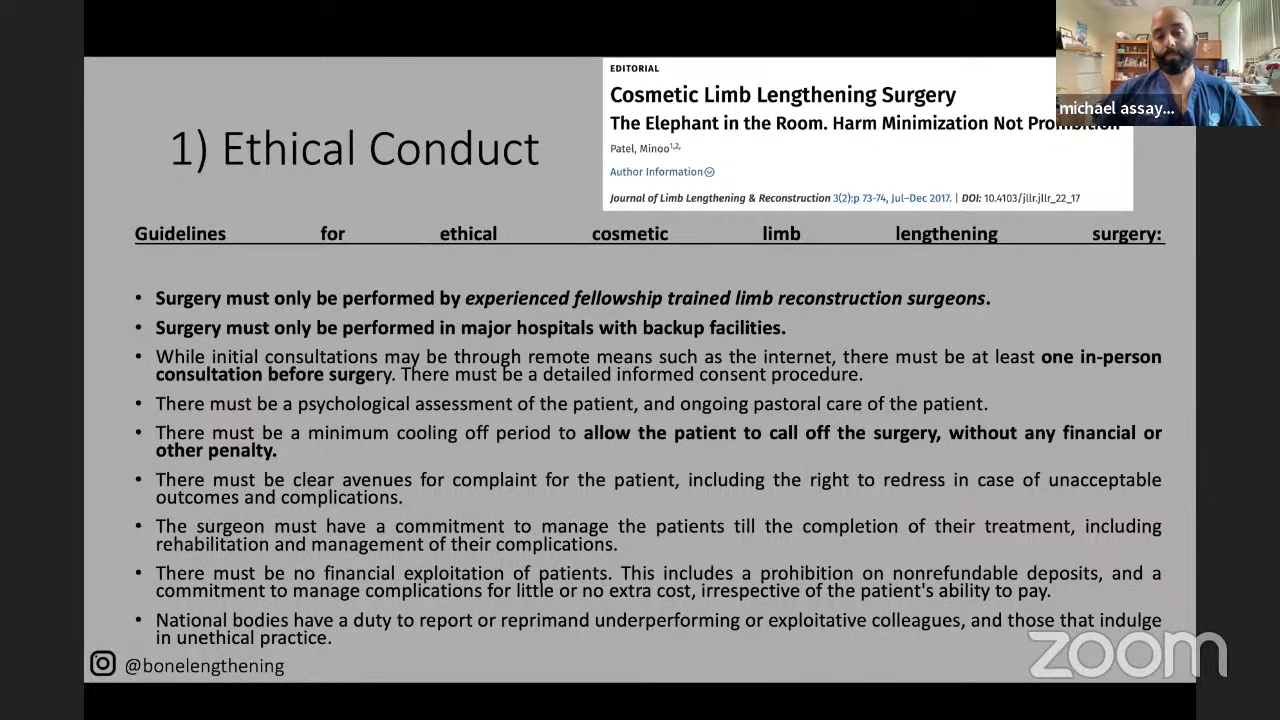 EDITORIAL
Cosmetic Limb Lengthening Surgery
The Elephant in the Room. Harm Minimization Not Prohibition
Patel, Minoo1,2,
Author Information
Journal of Limb Lengthening & Reconstruction 3(2):p 73-74, Jul–Dec 2017. | DOI: 10.4103/jllr.jllr_22_17
michael assay...
1) Ethical Conduct
Guidelines for ethical cosmetic limb lengthening surgery:
• Surgery must only be performed by experienced fellowship trained limb reconstruction surgeons.
• Surgery must only be performed in major hospitals with backup facilities.
• While initial consultations may be through remote means such as the internet, there must be at least one in-person
consultation before surgery. There must be a detailed informed consent procedure.
• There must be a psychological assessment of the patient, and ongoing pastoral care of the patient.
• There must be a minimum cooling off period to allow the patient to call off the surgery, without any financial or
other penalty.
• There must be clear avenues for complaint for the patient, including the right to redress in case of unacceptable
outcomes and complications.
• The surgeon must have a commitment to manage the patients till the completion of their treatment, including
rehabilitation and management of their complications.
• There must be no financial exploitation of patients. This includes a prohibition on nonrefundable deposits, and a
commitment to manage complications for little or no extra cost, irrespective of the patient's ability to pay.
• National bodies have a duty to report or reprimand underperforming or exploitative colleagues, and those that indulge
in unethical practice.
@bonelengthening
zoom